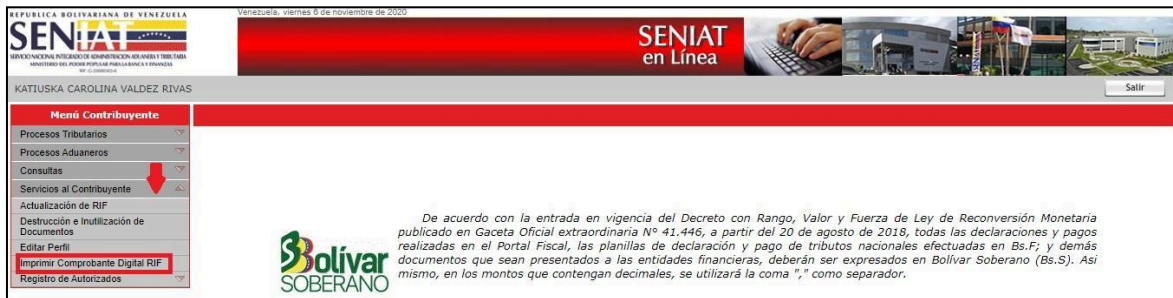 REPUBLICA BOLIVARIANA DE VENEZUELA
Venezuela, viernes 6 de noviembre de 2020
SENIAT
SERVICIO NACIONAL INTEGRADO DE ADMINISTRACION ADUANERA Y TRIBUTARIA
MINISTERIO DEL PODER POPULAR PARA LA BANCA Y FINANZAS
SENIAT
en Línea
KATIUSKA CAROLINA VALDEZ RIVAS
Salir
Menú Contribuyente
Procesos Tributarios
Procesos Aduaneros
Consultas
Servicios al Contribuyente
Actualización de RIF
Destrucción e Inutilización de
Documentos
Editar Perfil
Imprimir Comprobante Digital RIF
Registro de Autorizados
Bolívar
SOBERANO
De acuerdo con la entrada en vigencia del Decreto con Rango, Valor y Fuerza de Ley de Reconversión Monetaria
publicado en Gaceta Oficial extraordinaria N° 41.446, a partir del 20 de agosto de 2018, todas las declaraciones y pagos
realizadas en el Portal Fiscal, las planillas de declaración y pago de tributos nacionales efectuadas en Bs.F; y demás
documentos que sean presentados a las entidades financieras, deberán ser expresados en Bolívar Soberano (Bs.S). Asi
mismo, en los montos que contengan decimales, se utilizará la coma "," como separador.